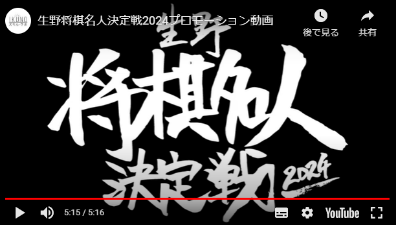 生野将棋名人決定戦2024プロモーション動画
後で見る
共有
生野
将棋名人
決定戦 2024
5:15 / 5:16
YouTube